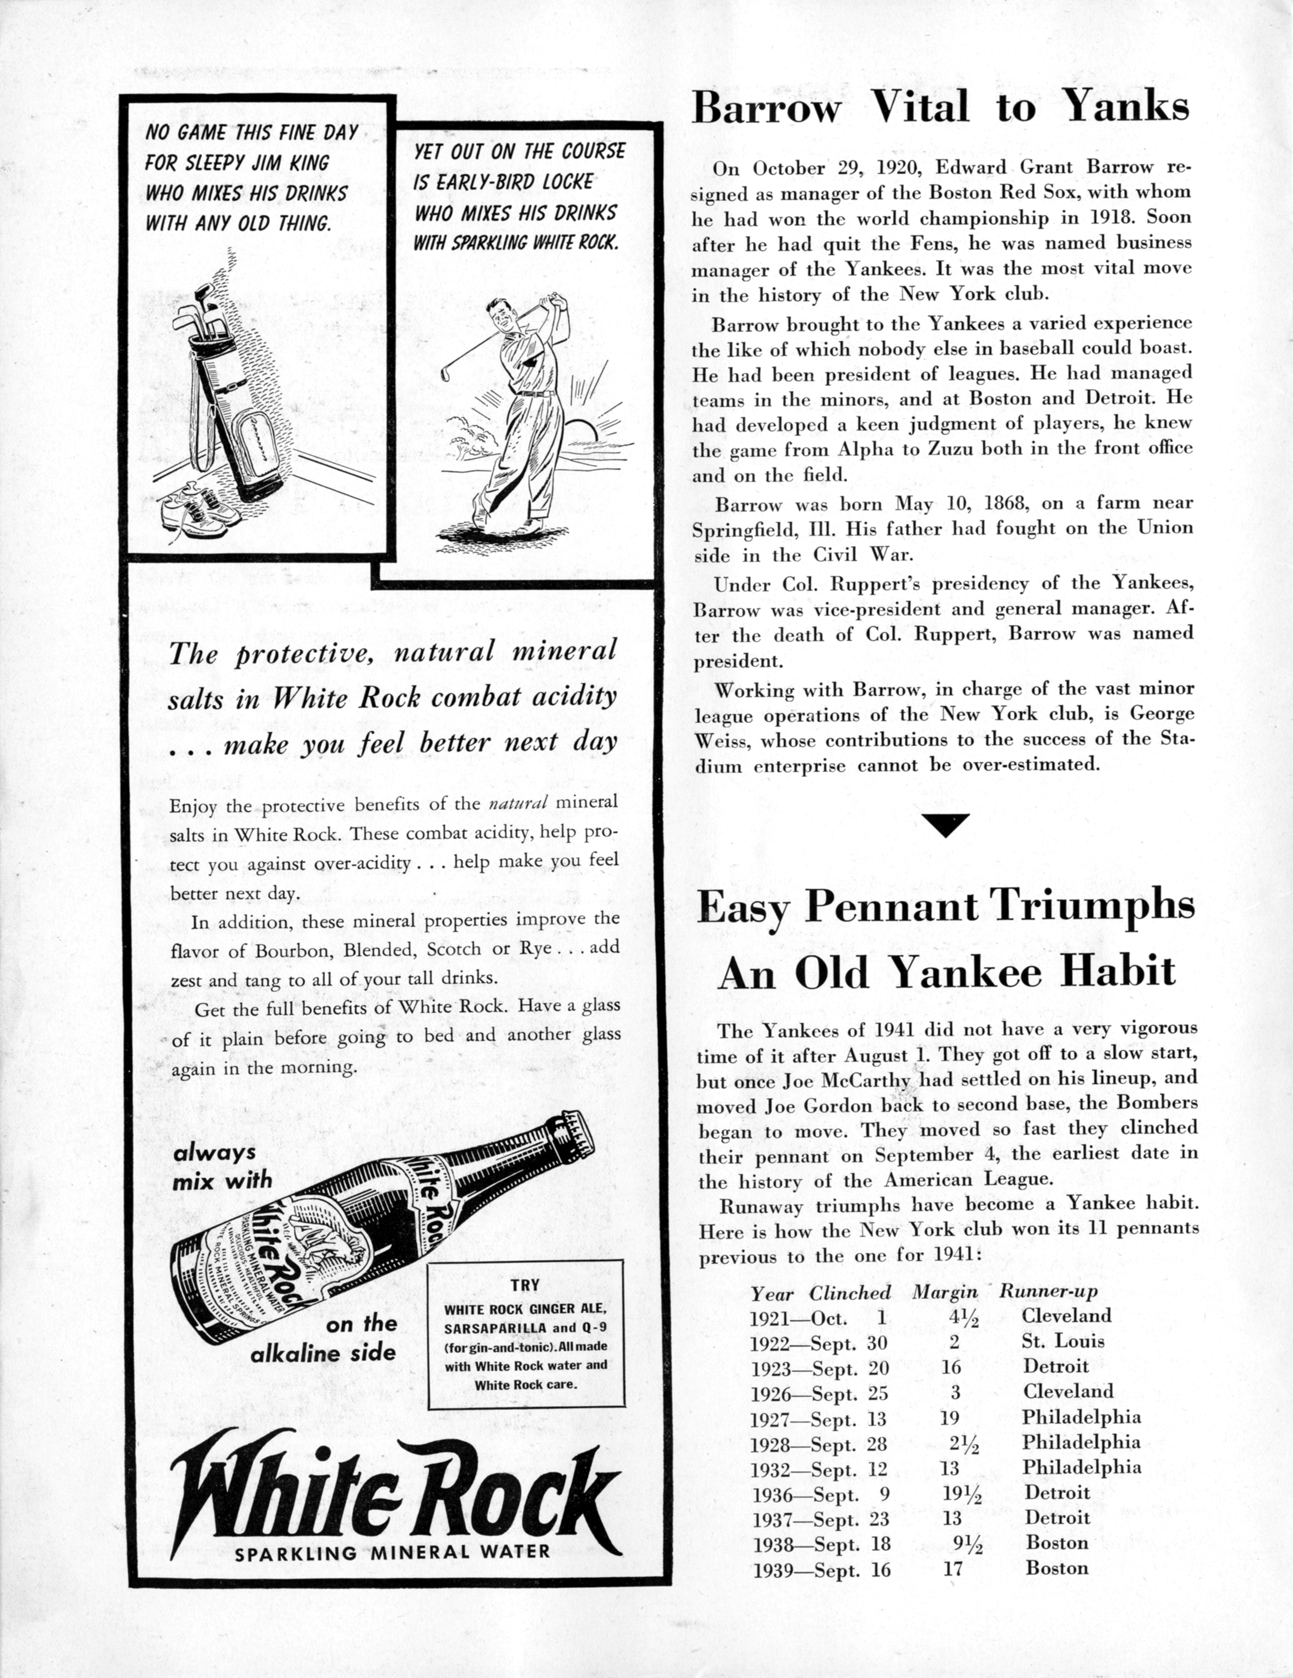 NO GAME THIS FINE DAY
FOR SLEEPY JIM KING
WHO MIXES HIS DRINKS
WITH ANY OLD THING.
YET OUT ON THE COURSE
IS EARLY-BIRD LOCKE
WHO MIXES HIS DRINKS
WITH SPARKLING WHITE ROCK.
The protective, natural mineral
salts in White Rock combat acidity
. . . make you feel better next day
Enjoy the protective benefits of the natural mineral
salts in White Rock. These combat acidity, help pro-
tect you against over-acidity . . . help make you feel
better next day.
In addition, these mineral properties improve the
flavor of Bourbon, Blended, Scotch or Rye . . . add
zest and tang to all of your tall drinks.
Get the full benefits of White Rock. Have a glass
of it plain before going to bed and another glass
again in the morning.
always
mix with
White Rock
White Rock
SPARKLING MINERAL WATER
on the
alkaline side
TRY
WHITE ROCK GINGER ALE,
SARSAPARILLA and Q-9
(for gin-and-tonic). All made
with White Rock water and
White Rock care.
White Rock
SPARKLING MINERAL WATER
Barrow Vital to Yanks
On October 29, 1920, Edward Grant Barrow re-
signed as manager of the Boston Red Sox, with whom
he had won the world championship in 1918. Soon
after he had quit the Fens, he was named business
manager of the Yankees. It was the most vital move
in the history of the New York club.
Barrow brought to the Yankees a varied experience
the like of which nobody else in baseball could boast.
He had been president of leagues. He had managed
teams in the minors, and at Boston and Detroit. He
had developed a keen judgment of players, he knew
the game from Alpha to Zuzu both in the front office
and on the field.
Barrow was born May 10, 1868, on a farm near
Springfield, Ill. His father had fought on the Union
side in the Civil War.
Under Col. Ruppert's presidency of the Yankees,
Barrow was vice-president and general manager. Af-
ter the death of Col. Ruppert, Barrow was named
president.
Working with Barrow, in charge of the vast minor
league operations of the New York club, is George
Weiss, whose contributions to the success of the Sta-
dium enterprise cannot be over-estimated.
Easy Pennant Triumphs
An Old Yankee Habit
The Yankees of 1941 did not have a very vigorous
time of it after August 1. They got off to a slow start,
but once Joe McCarthy had settled on his lineup, and
moved Joe Gordon back to second base, the Bombers
began to move. They moved so fast they clinched
their pennant on September 4, the earliest date in
the history of the American League.
Runaway triumphs have become a Yankee habit.
Here is how the New York club won its 11 pennants
previous to the one for 1941:
Year Clinched Margin Runner-up
1921—Oct. 1 4½ Cleveland
1922—Sept. 30 2 St. Louis
1923—Sept. 20 16 Detroit
1926—Sept. 25 3 Cleveland
1927—Sept. 13 19 Philadelphia
1928—Sept. 28 2½ Philadelphia
1932—Sept. 12 13 Philadelphia
1936—Sept. 9 19½ Detroit
1937—Sept. 23 13 Detroit
1938—Sept. 18 9½ Boston
1939—Sept. 16 17 Boston